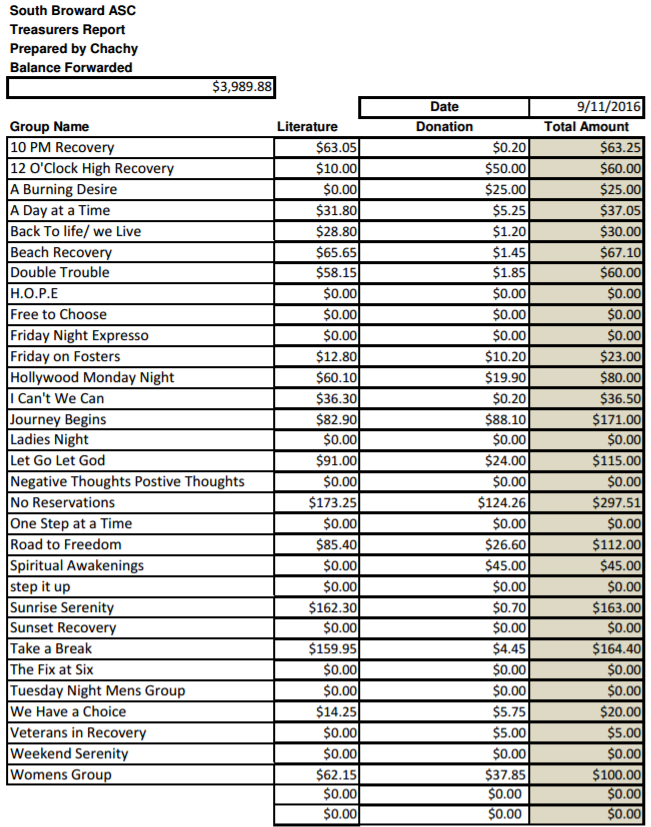 South Broward ASC
Treasurers Report
Prepared by Chachy
Balance Forwarded
$3,989.88
Date 9/11/2016
Group Name Literature Donation Total Amount
10 PM Recovery $63.05 $0.20 $63.25
12 O'Clock High Recovery $10.00 $50.00 $60.00
A Burning Desire $0.00 $25.00 $25.00
A Day at a Time $31.80 $5.25 $37.05
Back To life/ we Live $28.80 $1.20 $30.00
Beach Recovery $65.65 $1.45 $67.10
Double Trouble $58.15 $1.85 $60.00
H.O.P.E $0.00 $0.00 $0.00
Free to Choose $0.00 $0.00 $0.00
Friday Night Expresso $0.00 $0.00 $0.00
Friday on Fosters $12.80 $10.20 $23.00
Hollywood Monday Night $60.10 $19.90 $80.00
I Can't We Can $36.30 $0.20 $36.50
Journey Begins $82.90 $88.10 $171.00
Ladies Night $0.00 $0.00 $0.00
Let Go Let God $91.00 $24.00 $115.00
Negative Thoughts Postive Thoughts $0.00 $0.00 $0.00
No Reservations $173.25 $124.26 $297.51
One Step at a Time $0.00 $0.00 $0.00
Road to Freedom $85.40 $26.60 $112.00
Spiritual Awakenings $0.00 $45.00 $45.00
step it up $0.00 $0.00 $0.00
Sunrise Serenity $162.30 $0.70 $163.00
Sunset Recovery $0.00 $0.00 $0.00
Take a Break $159.95 $4.45 $164.40
The Fix at Six $0.00 $0.00 $0.00
Tuesday Night Mens Group $0.00 $0.00 $0.00
We Have a Choice $14.25 $5.75 $20.00
Veterans in Recovery $0.00 $5.00 $5.00
Weekend Serenity $0.00 $0.00 $0.00
Womens Group $62.15 $37.85 $100.00
$0.00 $0.00 $0.00
$0.00 $0.00 $0.00